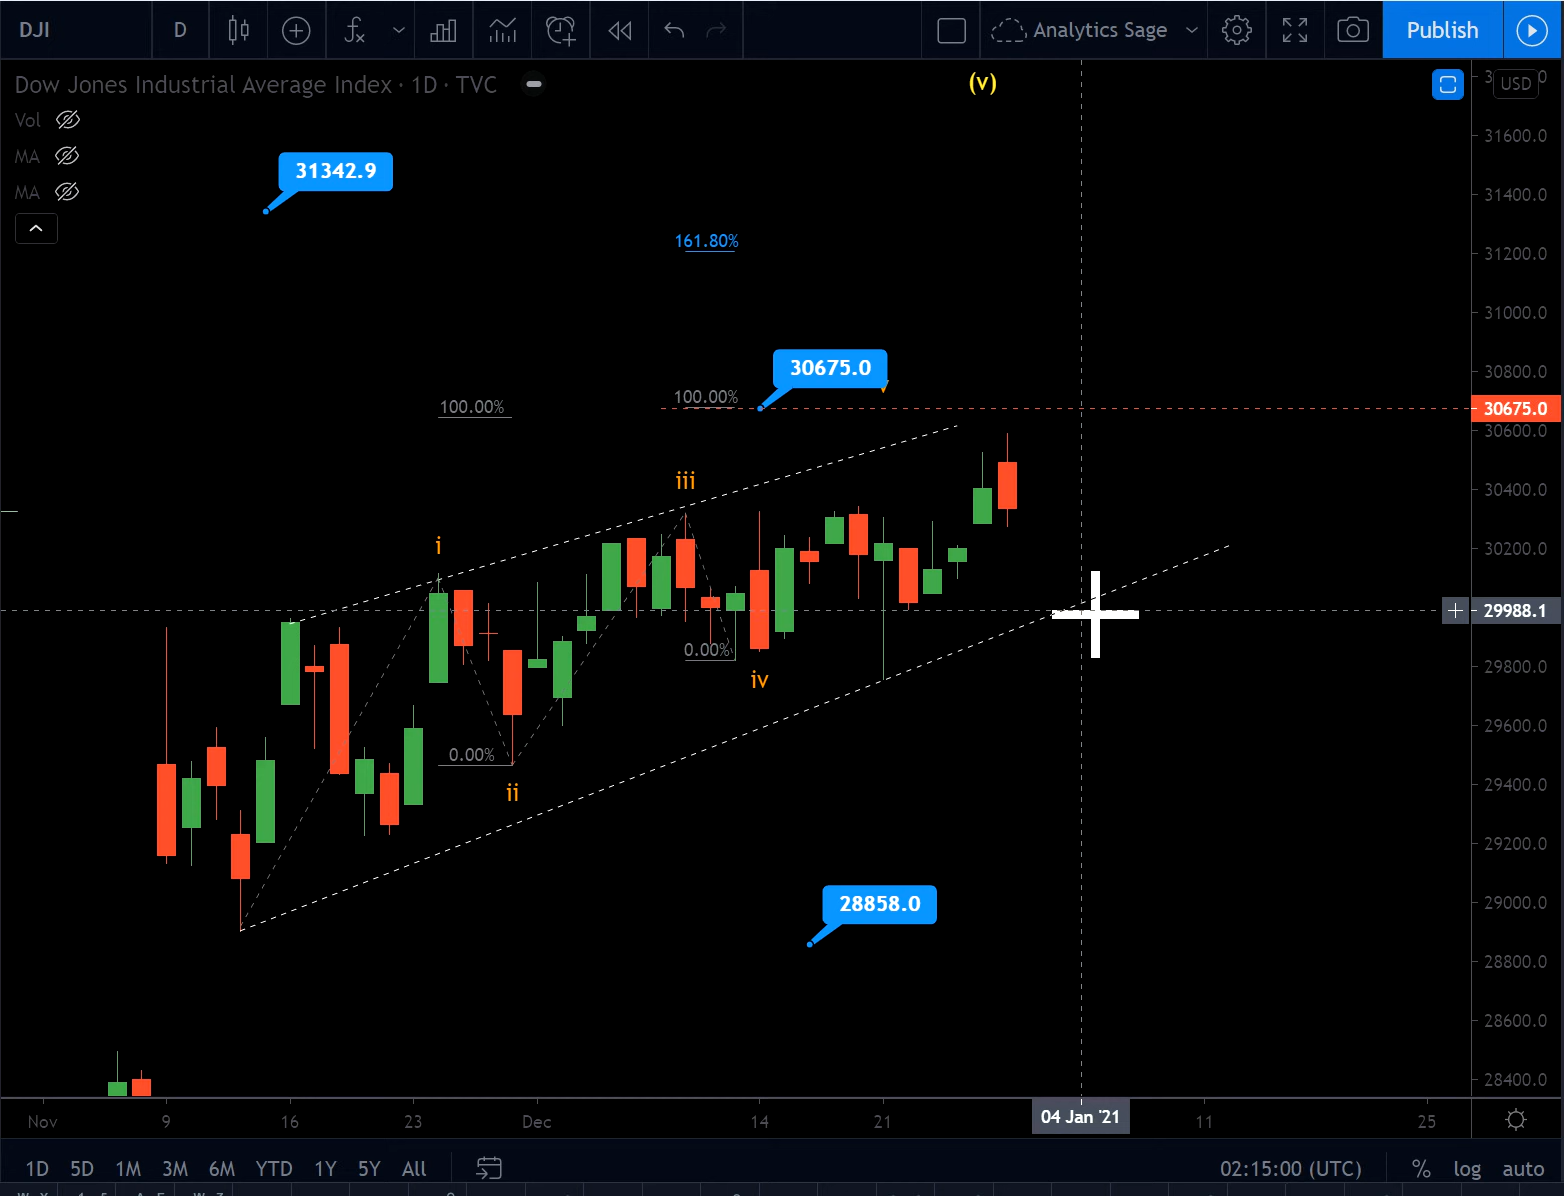 DJI D Analytics Sage Publish
Dow Jones Industrial Average Index · 1D · TVC
(v)
USD
Vol
MA
MA
31342.9
161.80%
30675.0
100.00%
100.00%
iii
i
0.00%
iv
0.00%
ii
28858.0
31600.0
31400.0
31200.0
31000.0
30800.0
30675.0
30600.0
30400.0
30200.0
29988.1
29800.0
29600.0
29400.0
29200.0
29000.0
28800.0
28600.0
28400.0
Nov 9 16 23 Dec 14 21 04 Jan '21 11 25
1D 5D 1M 3M 6M YTD 1Y 5Y All 02:15:00 (UTC) % log auto